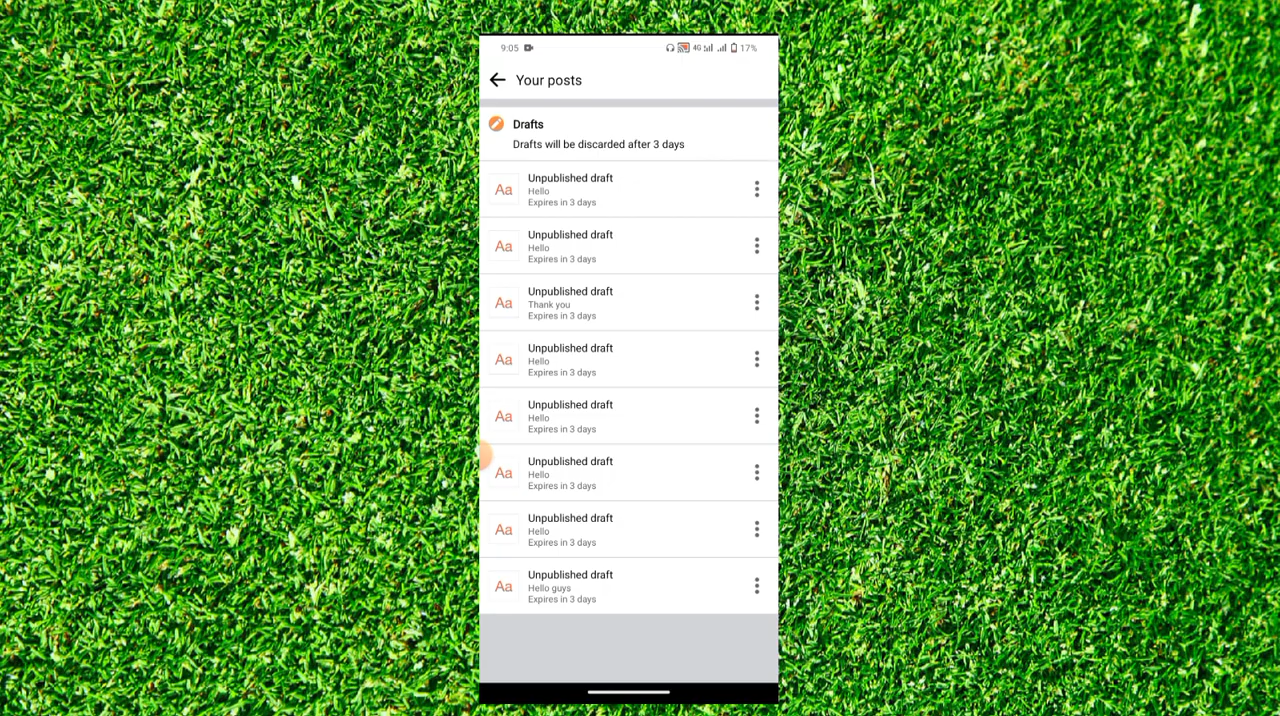 9:05 4G 17%
Your posts
Drafts
Drafts will be discarded after 3 days
Aa Unpublished draft
Hello
Expires in 3 days
Aa Unpublished draft
Hello
Expires in 3 days
Aa Unpublished draft
Thank you
Expires in 3 days
Aa Unpublished draft
Hello
Expires in 3 days
Aa Unpublished draft
Hello
Expires in 3 days
Aa Unpublished draft
Hello
Expires in 3 days
Aa Unpublished draft
Hello
Expires in 3 days
Aa Unpublished draft
Hello guys
Expires in 3 days